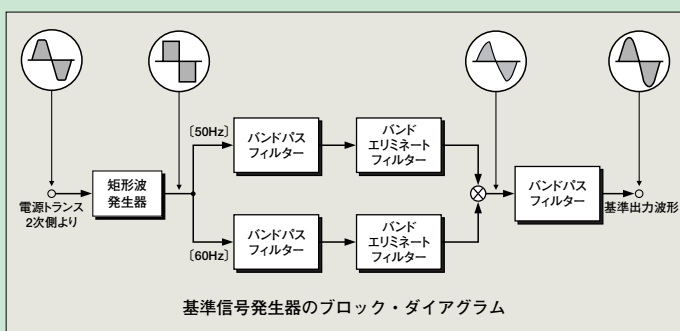 〔50Hz〕
バンドパス
フィルター
バンド
エリミネート
フィルター
矩形波
発生器
バンドパス
フィルター
電源トランス
2次側より
基準出力波形
〔60Hz〕
バンドパス
フィルター
バンド
エリミネート
フィルター
基準信号発生器のブロック・ダイアグラム